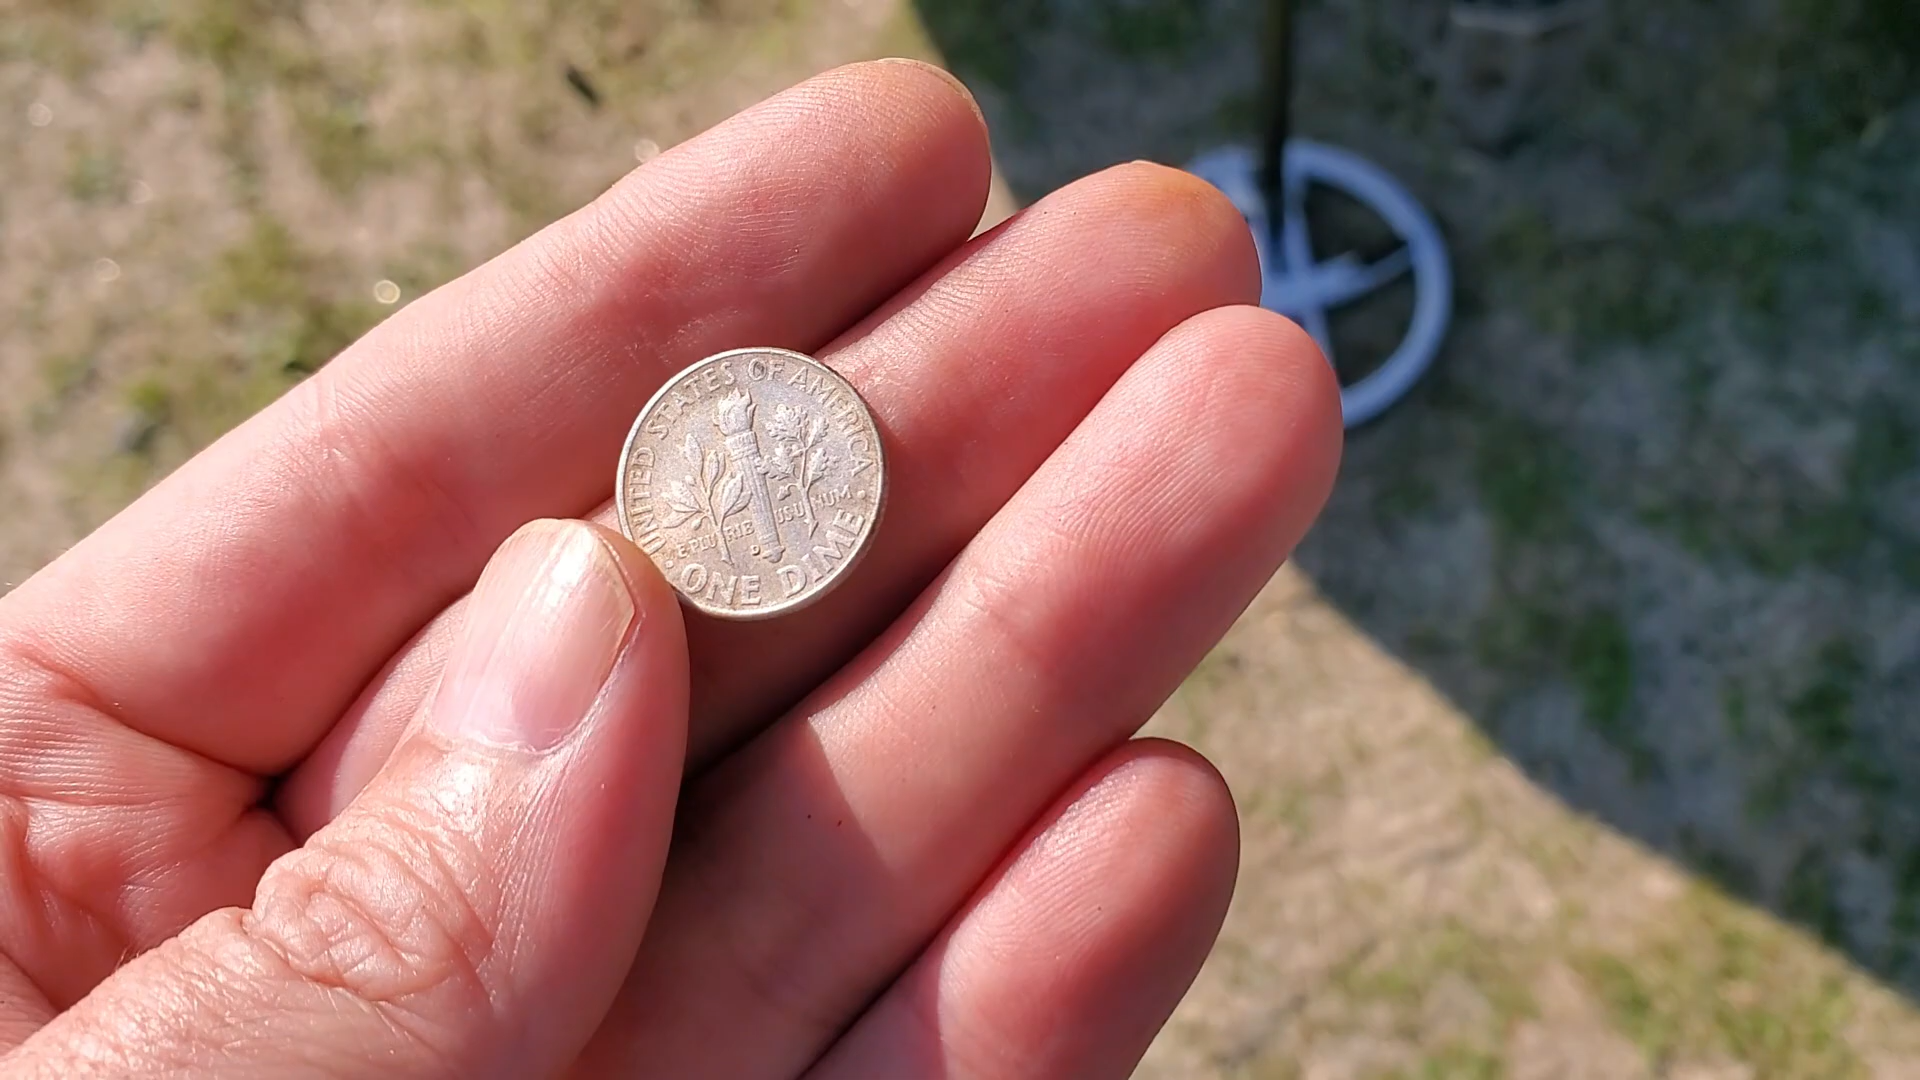 UNITED STATES OF AMERICA
E PLURIBUS UNUM
D
· ONE DIME ·